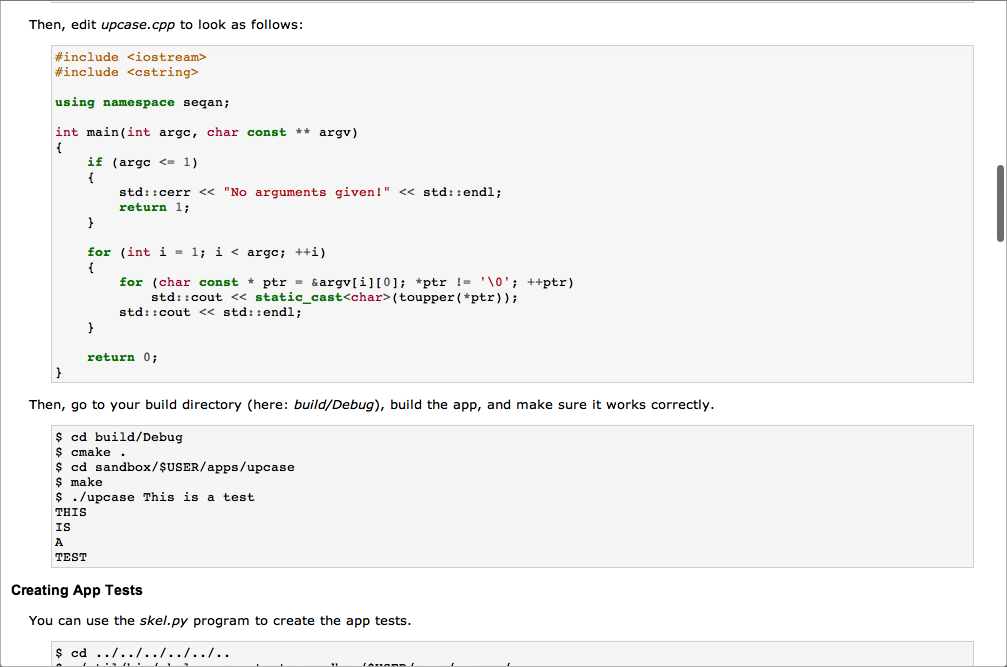 Then, edit upcase.cpp to look as follows:
#include <iostream>
#include <cstring>
using namespace seqan;
int main(int argc, char const ** argv)
{
if (argc <= 1)
{
std::cerr << "No arguments given!" << std::endl;
return 1;
}
for (int i = 1; i < argc; ++i)
{
for (char const * ptr = &argv[i][0]; *ptr != '\0'; ++ptr)
std::cout << static_cast<char>(toupper(*ptr));
std::cout << std::endl;
}
return 0;
}
Then, go to your build directory (here: build/Debug), build the app, and make sure it works correctly.
$ cd build/Debug
$ cmake .
$ cd sandbox/$USER/apps/upcase
$ make
$ ./upcase This is a test
THIS
IS
A
TEST
Creating App Tests
You can use the skel.py program to create the app tests.
$ cd ../../../../../..